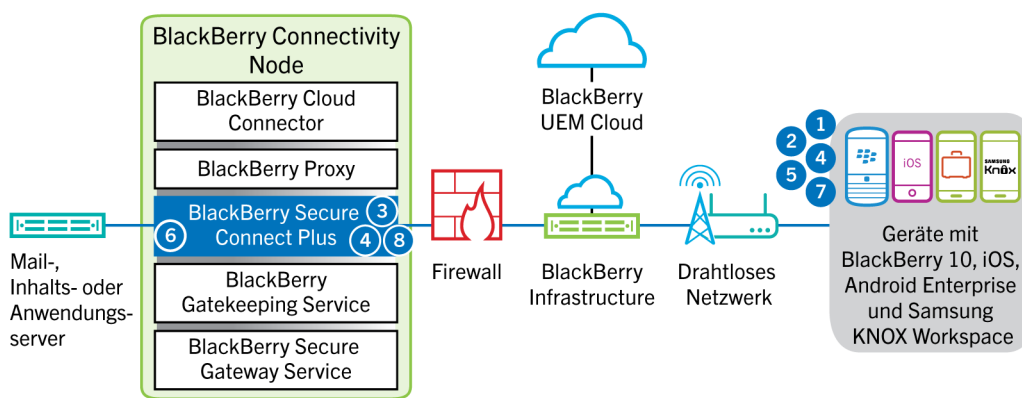 BlackBerry Connectivity
Node
BlackBerry Cloud
Connector
BlackBerry Proxy
BlackBerry Secure
Connect Plus
3
6
4
8
BlackBerry
Gatekeeping Service
BlackBerry Secure
Gateway Service
Mail-,
Inhalts- oder
Anwendungs-
server
Firewall
BlackBerry
UEM Cloud
BlackBerry
Infrastructure
Drahtloses
Netzwerk
1
2
4
5
7
iOS
SAMSUNG
Knox
Geräte mit
BlackBerry 10, iOS,
Android Enterprise
und Samsung
KNOX Workspace